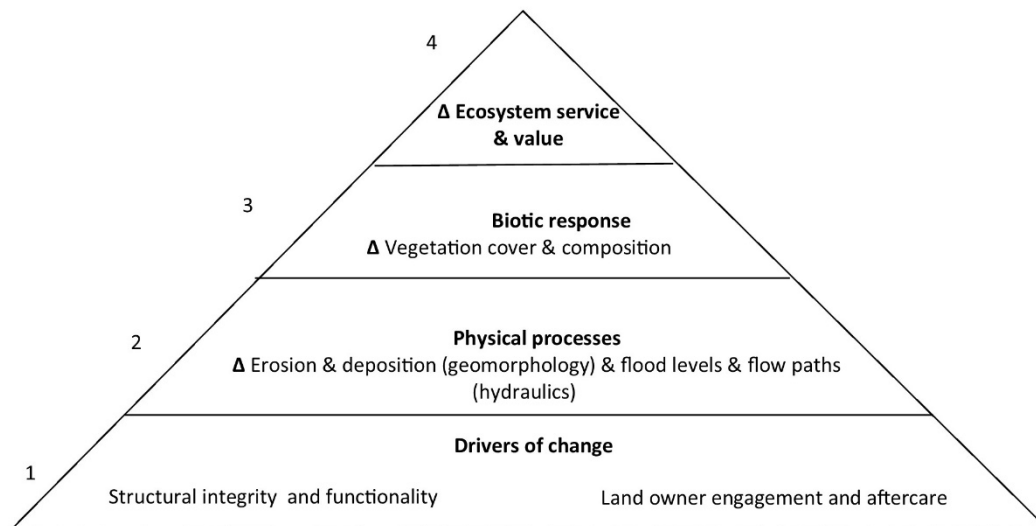 4
Δ Ecosystem service
& value
3
Biotic response
Δ Vegetation cover & composition
2
Physical processes
Δ Erosion & deposition (geomorphology) & flood levels & flow paths
(hydraulics)
Drivers of change
1
Structural integrity and functionality Land owner engagement and aftercare